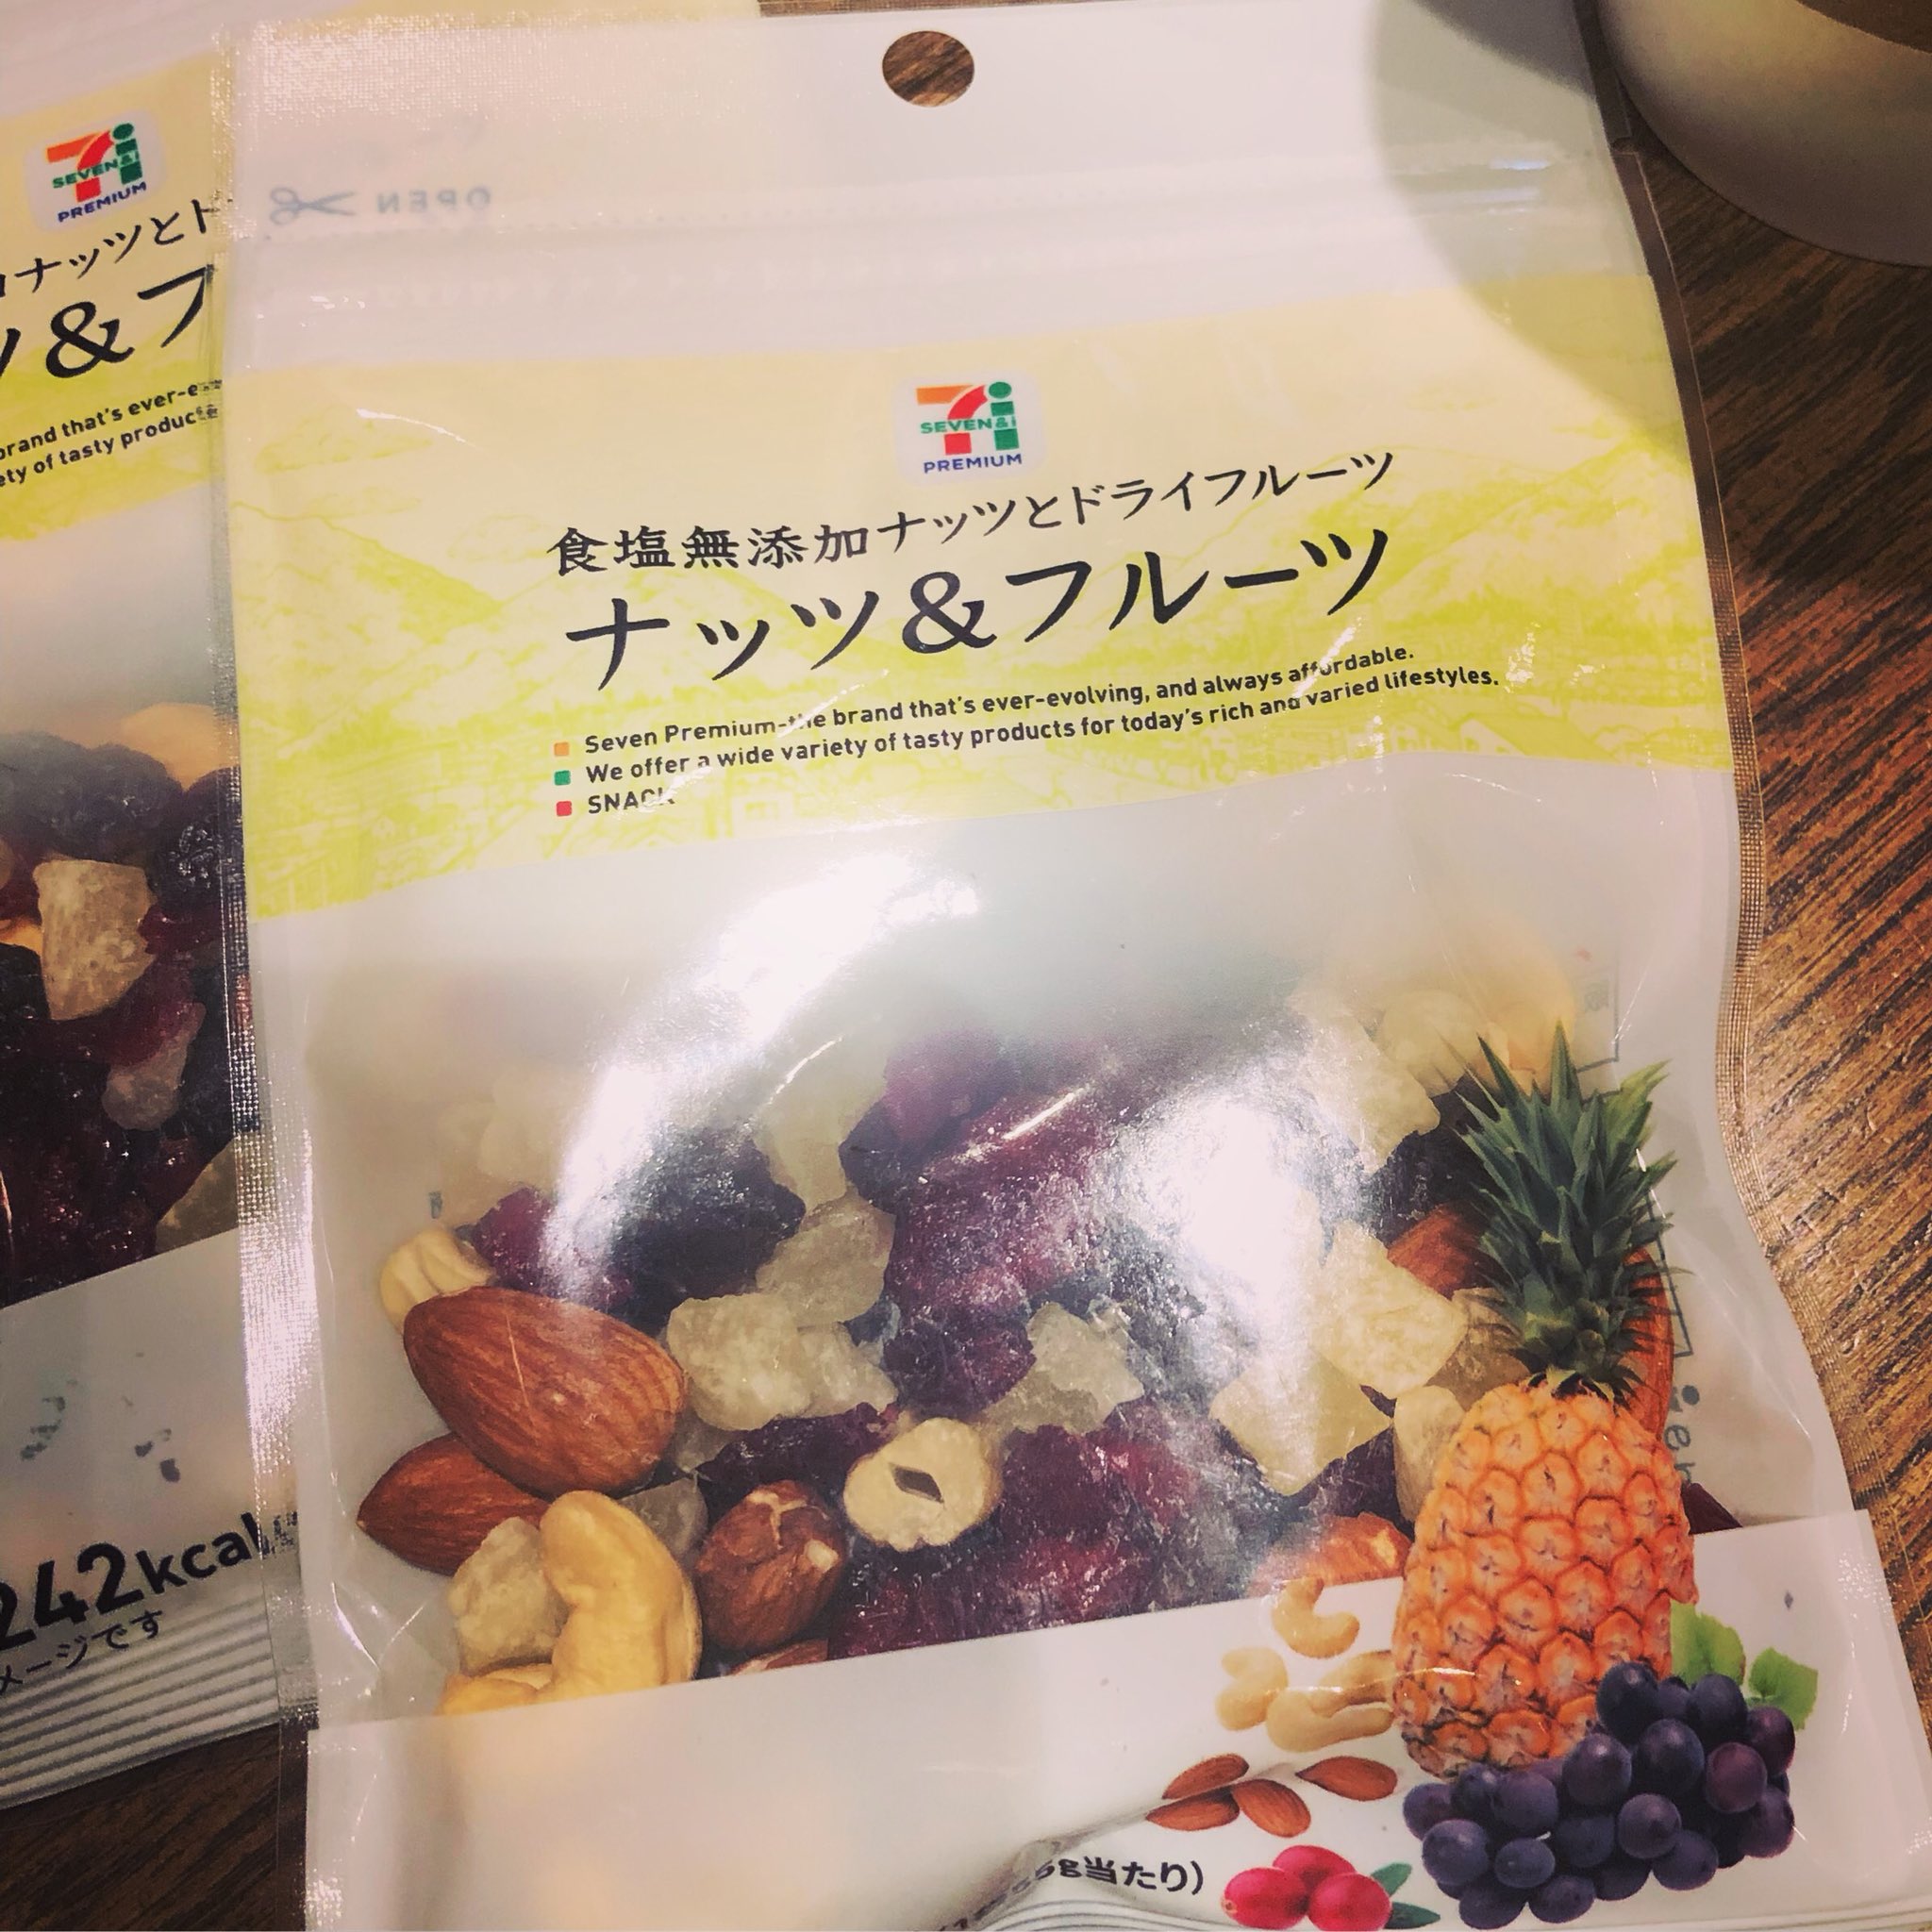 SEVEN&i
PREMIUM
ナッツとド
ッ&フ
brand that's ever-e
ety of tasty products
242kcal
メージです
OPEN
SEVEN&i
PREMIUM
食塩無添加ナッツとドライフルーツ
ナッツ&フルーツ
Seven Premium-the brand that's ever-evolving, and always affordable.
We offer a wide variety of tasty products for today's rich and varied lifestyles.
SNACK
g当たり)